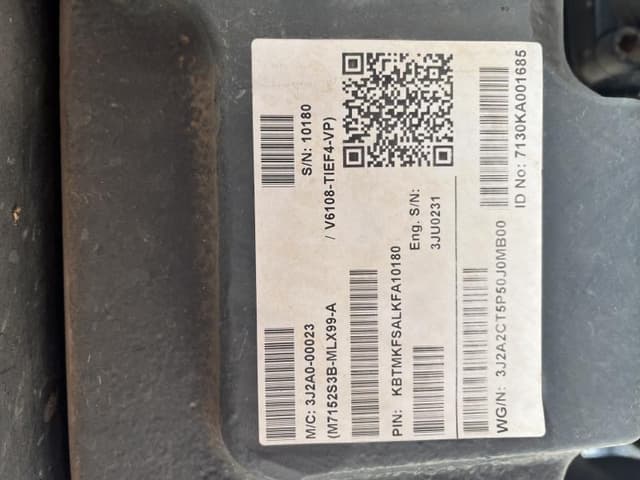 S/N: 10180
M/C: 3J2A0-00023
(M7152S3B-MLX99-A / V6108-TIEF4-VP)
PIN: KBTMKFSALKFA10180
Eng. S/N:
3JU0231
WG/N: 3J2A2CT5P50J0MB00
ID No: 7130KA001685